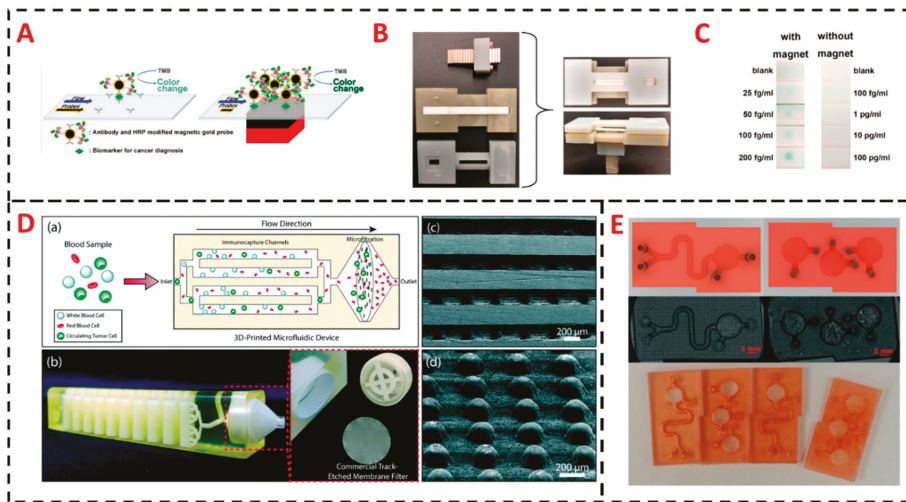 A
TMB
Color
change
TMB
Color
change
Flow
Probes
Flow
Probes
: Antibody and HRP modified magnetic gold probe
: Biomarker for cancer diagnosis
B
C
with
magnet
without
magnet
blank
25 fg/ml
50 fg/ml
100 fg/ml
200 fg/ml
blank
100 fg/ml
1 pg/ml
10 pg/ml
100 pg/ml
D
(a)
Flow Direction
Blood Sample
Immunocapture Channels
Microfiltration
Inlet
Outlet
White Blood Cell
Red Blood Cell
Circulating Tumor Cell
3D-Printed Microfluidic Device
(b)
Commercial Track-
Etched Membrane Filter
(c)
200 μm
(d)
200 μm
E
2 mm
2 mm